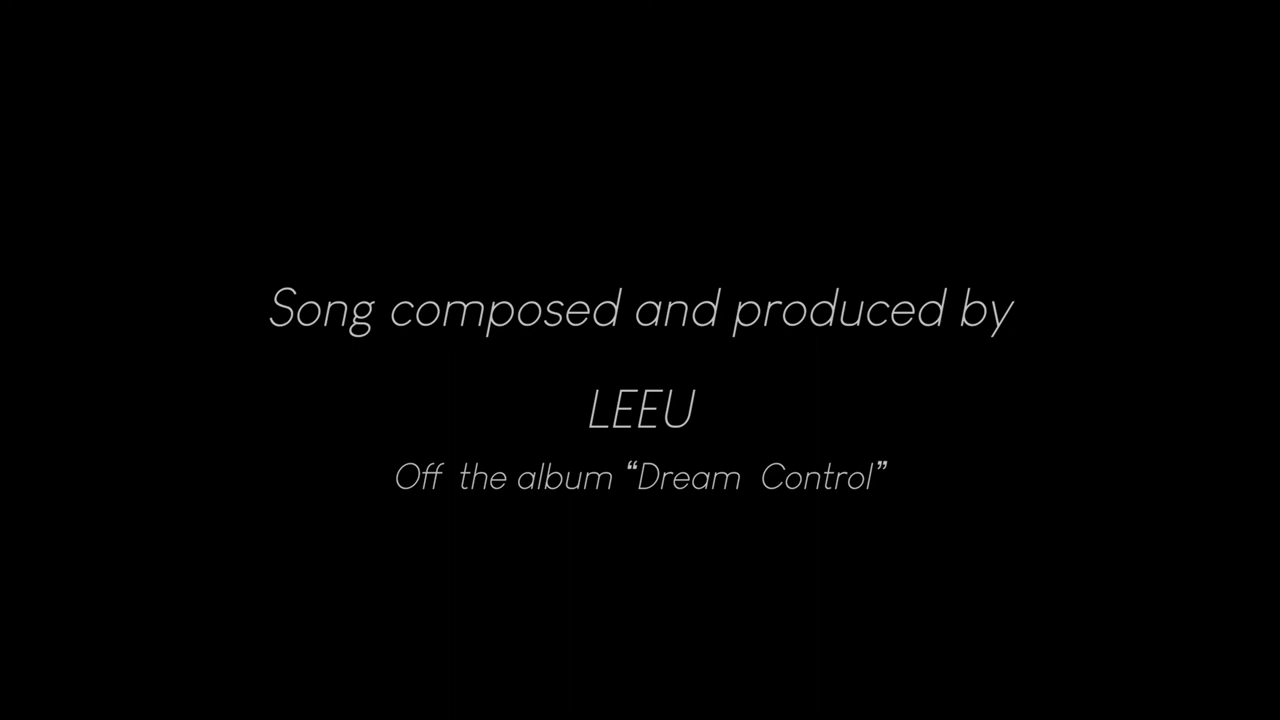 Song composed and produced by
LEEU
Off the album “Dream Control”